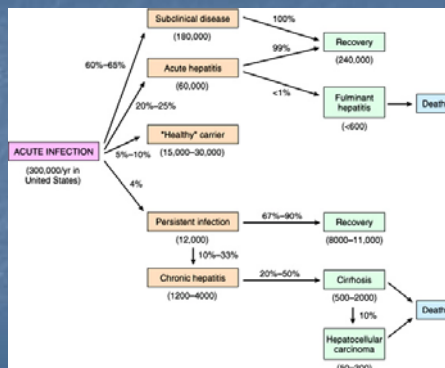 Subclinical disease
(180,000)
100%
60%–65%
Acute hepatitis
(60,000)
99%
Recovery
(240,000)
20%–25%
<1%
Fulminant
hepatitis
(<600)
Death
"Healthy" carrier
(15,000–30,000)
5%–10%
ACUTE INFECTION
(300,000/yr in
United States)
4%
Persistent infection
(12,000)
67%–90%
Recovery
(8000–11,000)
10%–33%
Chronic hepatitis
(1200–4000)
20%–50%
Cirrhosis
(500–2000)
10%
Death
Hepatocellular
carcinoma